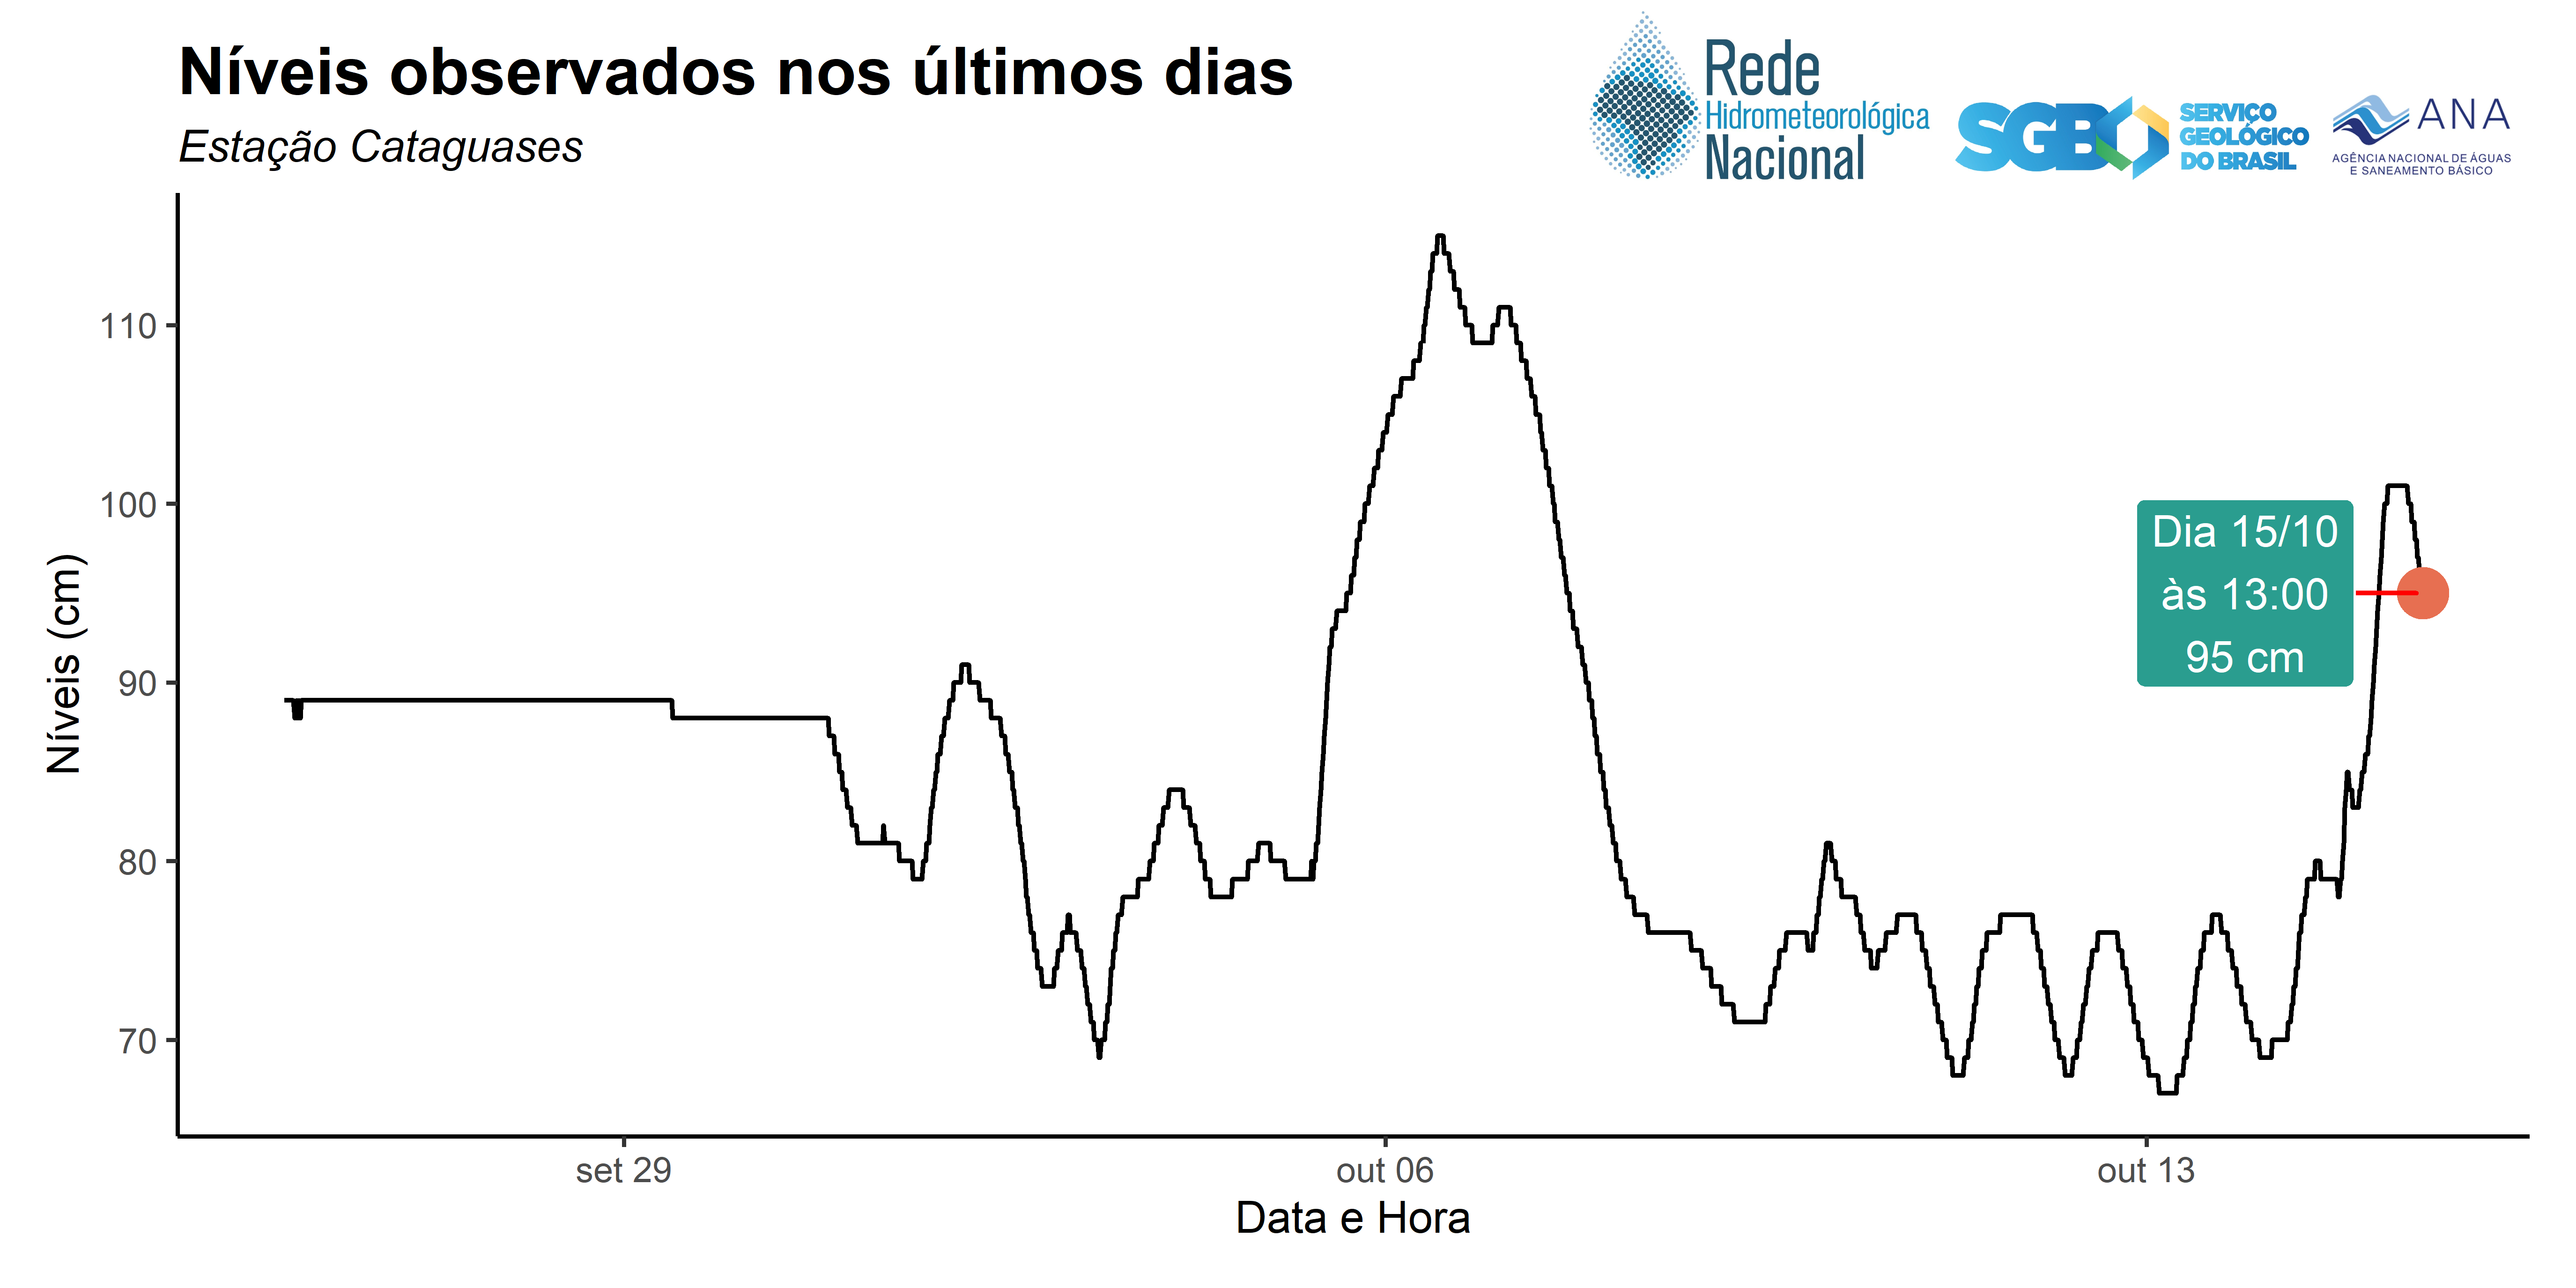 Níveis observados nos últimos dias
Estação Cataguases
Rede
Hidrometeorológica
Nacional
SGB
SERVIÇO
GEOLÓGICO
DO BRASIL
ANA
AGÊNCIA NACIONAL DE ÁGUAS
E SANEAMENTO BÁSICO
Níveis (cm)
110
100
90
80
70
Dia 15/10
às 13:00
95 cm
set 29
out 06
out 13
Data e Hora